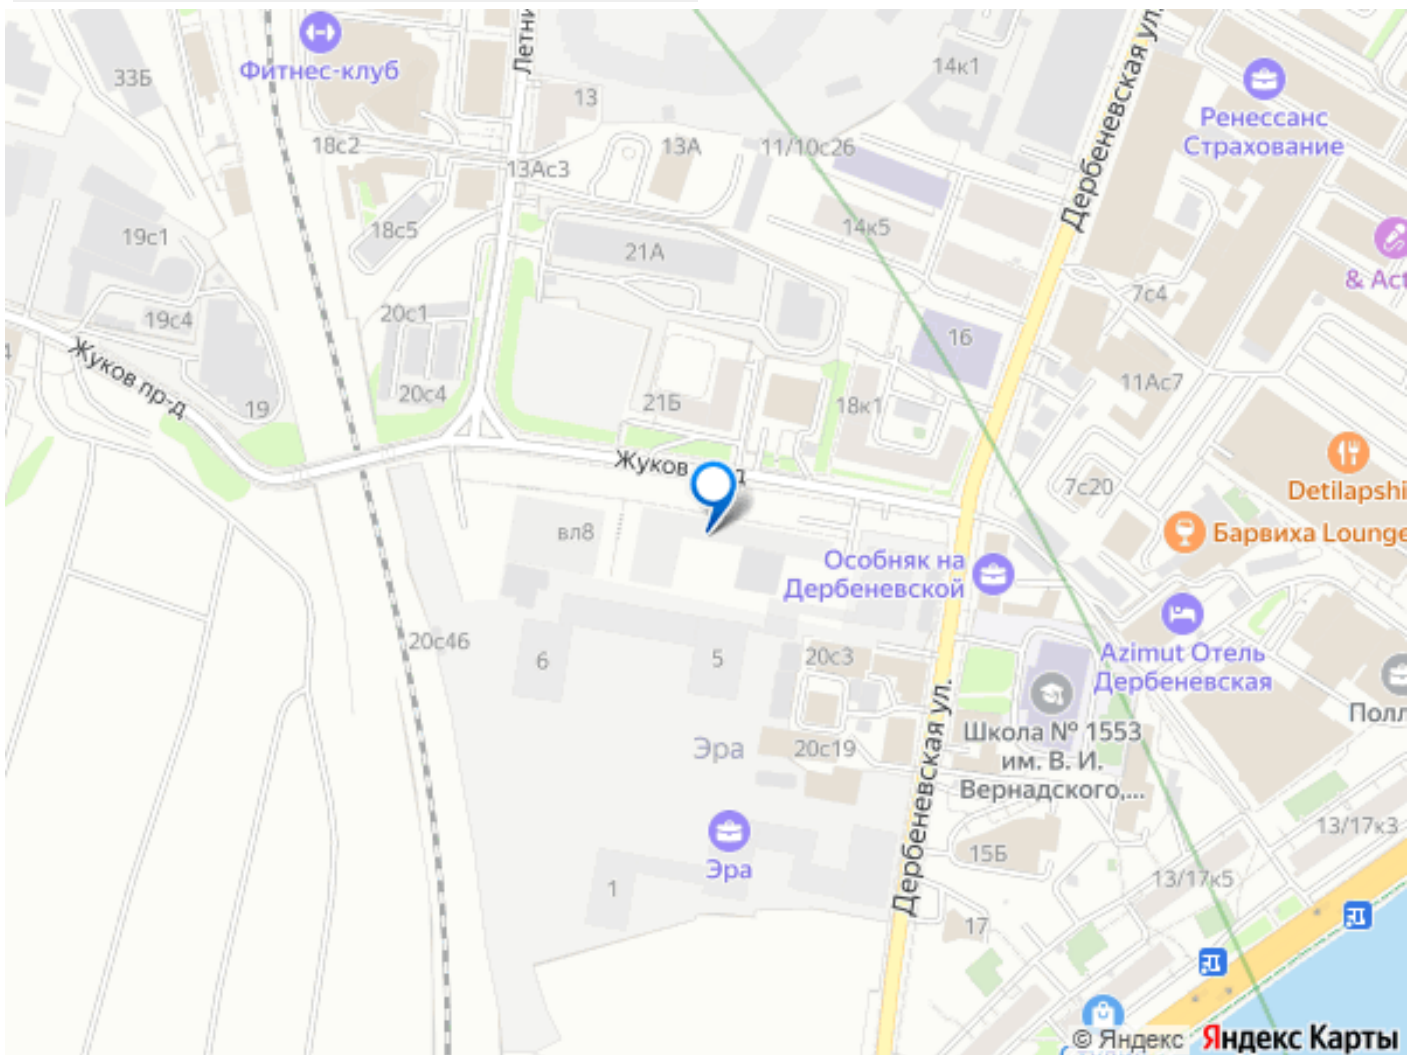 Летни
Дербеневская ул.
33Б
Фитнес-клуб
14к1
Ренессанс
Страхование
13
18с2
13Ас3
13А
11/10с26
19с1
18с5
21А
14к5
& Act
7с4
20с1
19с4
16
Жуков пр-д
20с4
19
21Б
18к1
11Ас7
Жуков
д
7с20
Detilapshi
вл8
Барвиха Lounge
Особняк на
Дербеневской
20с46
6
5
20с3
Azimut Отель
Дербеневская
Полл
Школа № 1553
им. В. И.
Вернадского,...
Эра
20с19
Дербеневская ул.
13/17к3
Эра
15Б
13/17к5
1
17
© Яндекс
Яндекс Карты